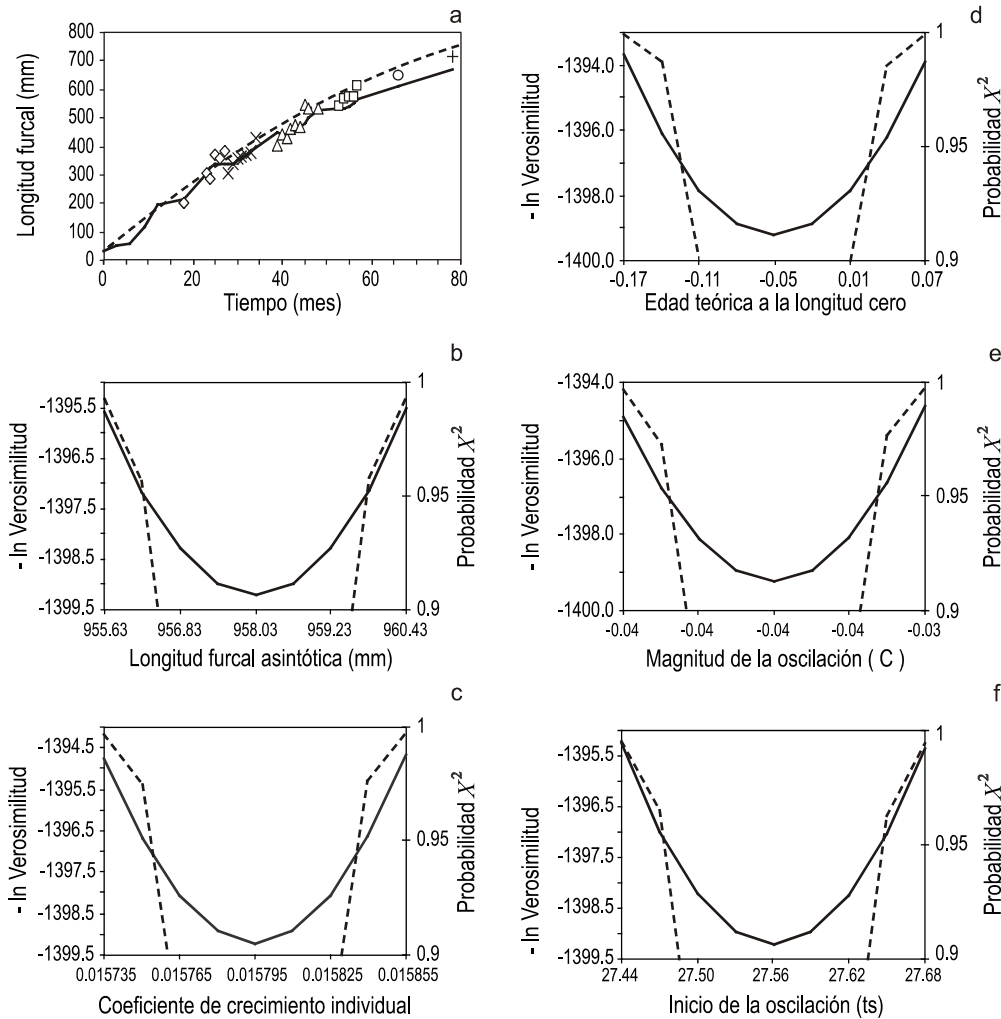 a
Longitud furcal (mm)
800
700
600
500
400
300
200
100
0
0 20 40 60 80
Tiempo (mes)
d
- ln Verosimilitud
-1394.0
-1396.0
-1398.0
-1400.0
1
0.95
0.9
Probabilidad X²
-0.17 -0.11 -0.05 0.01 0.07
Edad teórica a la longitud cero
b
- ln Verosimilitud
-1395.5
-1396.5
-1397.5
-1398.5
-1399.5
1
0.95
0.9
Probabilidad X²
955.63 956.83 958.03 959.23 960.43
Longitud furcal asintótica (mm)
e
- ln Verosimilitud
-1394.0
-1396.0
-1398.0
-1400.0
1
0.95
0.9
Probabilidad X²
-0.04 -0.04 -0.04 -0.04 -0.03
Magnitud de la oscilación ( C )
c
- ln Verosimilitud
-1394.5
-1395.5
-1396.5
-1397.5
-1398.5
-1399.5
1
0.95
0.9
Probabilidad X²
0.015735 0.015765 0.015795 0.015825 0.015855
Coeficiente de crecimiento individual
f
- ln Verosimilitud
-1395.5
-1396.5
-1397.5
-1398.5
-1399.5
1
0.95
0.9
Probabilidad X²
27.44 27.50 27.56 27.62 27.68
Inicio de la oscilación (ts)